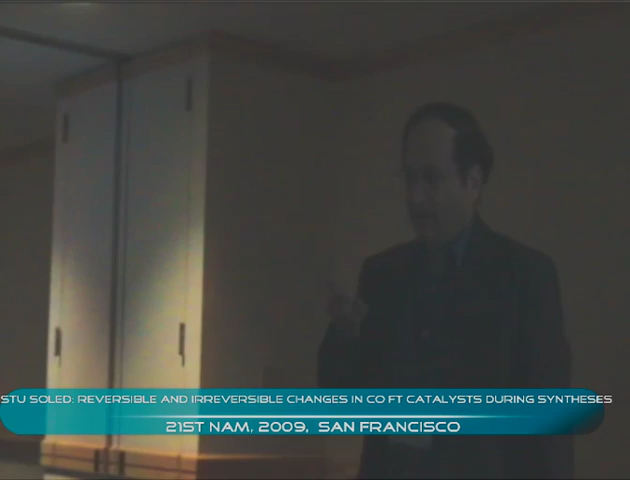 STU SOLED: REVERSIBLE AND IRREVERSIBLE CHANGES IN CO FT CATALYSTS DURING SYNTHESES
21ST NAM, 2009, SAN FRANCISCO